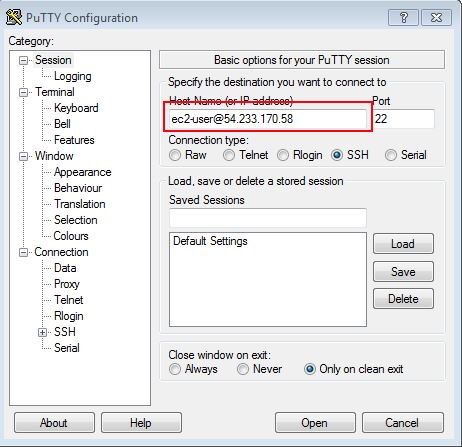 PuTTY Configuration
Category:
Session
Logging
Terminal
Keyboard
Bell
Features
Window
Appearance
Behaviour
Translation
Selection
Colours
Connection
Data
Proxy
Telnet
Rlogin
SSH
Serial
Basic options for your PuTTY session
Specify the destination you want to connect to
Host Name (or IP address) Port
ec2-user@54.233.170.58 22
Connection type:
Raw Telnet Rlogin SSH Serial
Load, save or delete a stored session
Saved Sessions
Default Settings
Load
Save
Delete
Close window on exit:
Always Never Only on clean exit
About Help Open Cancel